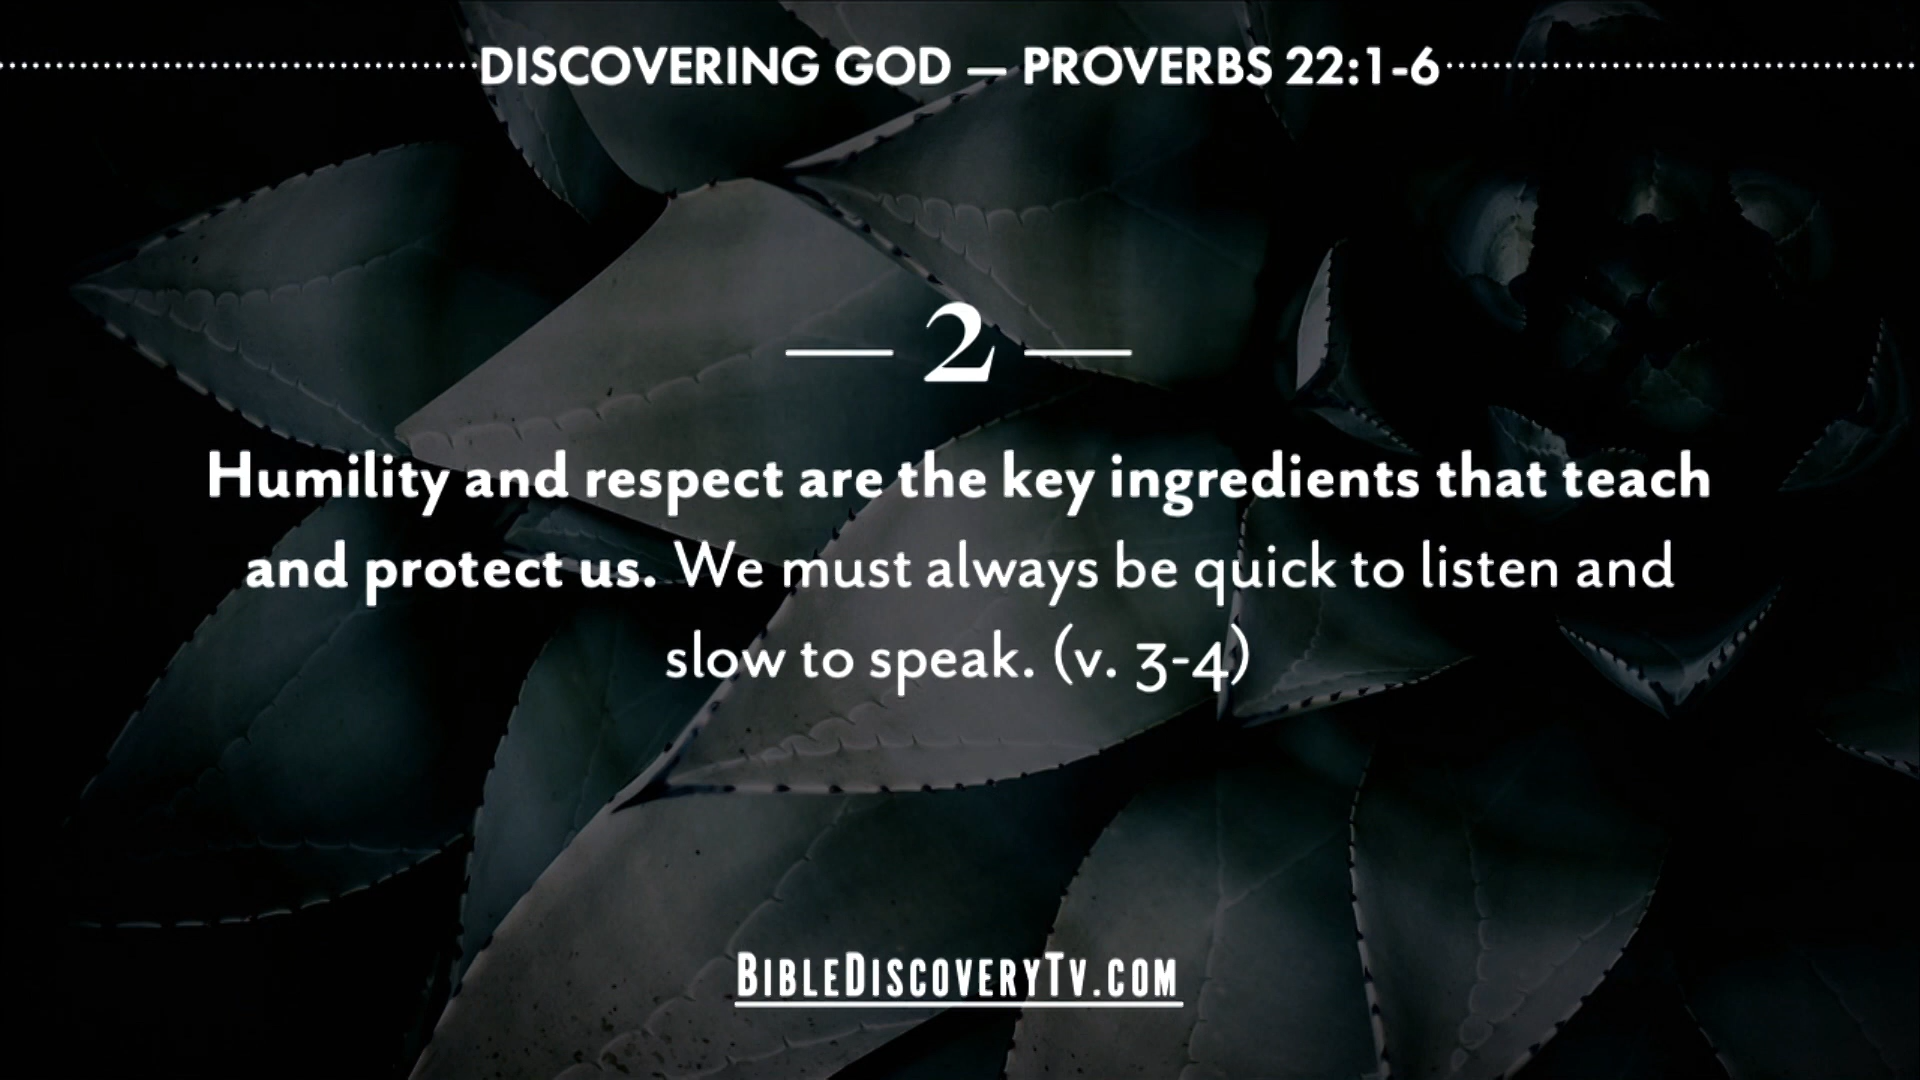 DISCOVERING GOD — PROVERBS 22:1-6
— 2 —
Humility and respect are the key ingredients that teach
and protect us. We must always be quick to listen and
slow to speak. (v. 3-4)
BIBLEDISCOVERYTV.COM